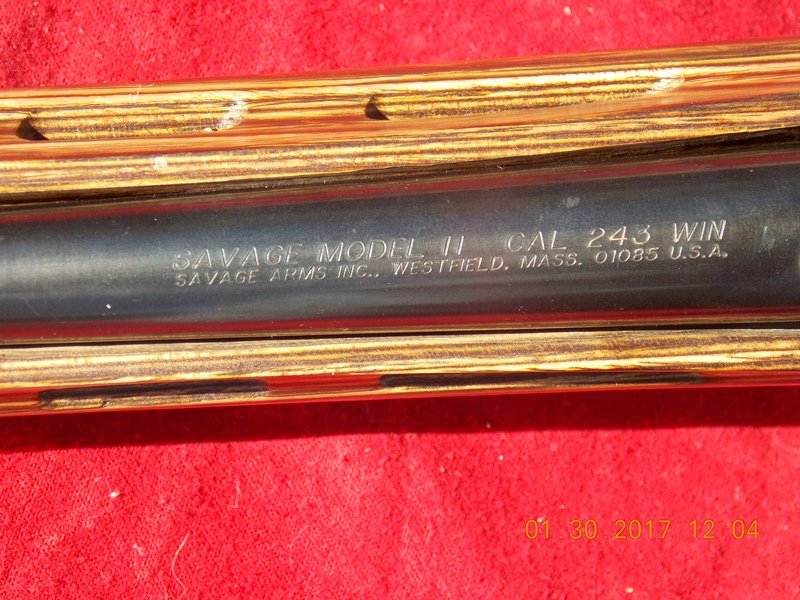 SAVAGE MODEL 11 CAL 243 WIN
SAVAGE ARMS INC., WESTFIELD, MASS. 01085 U.S.A.
01.30.2017 12:04